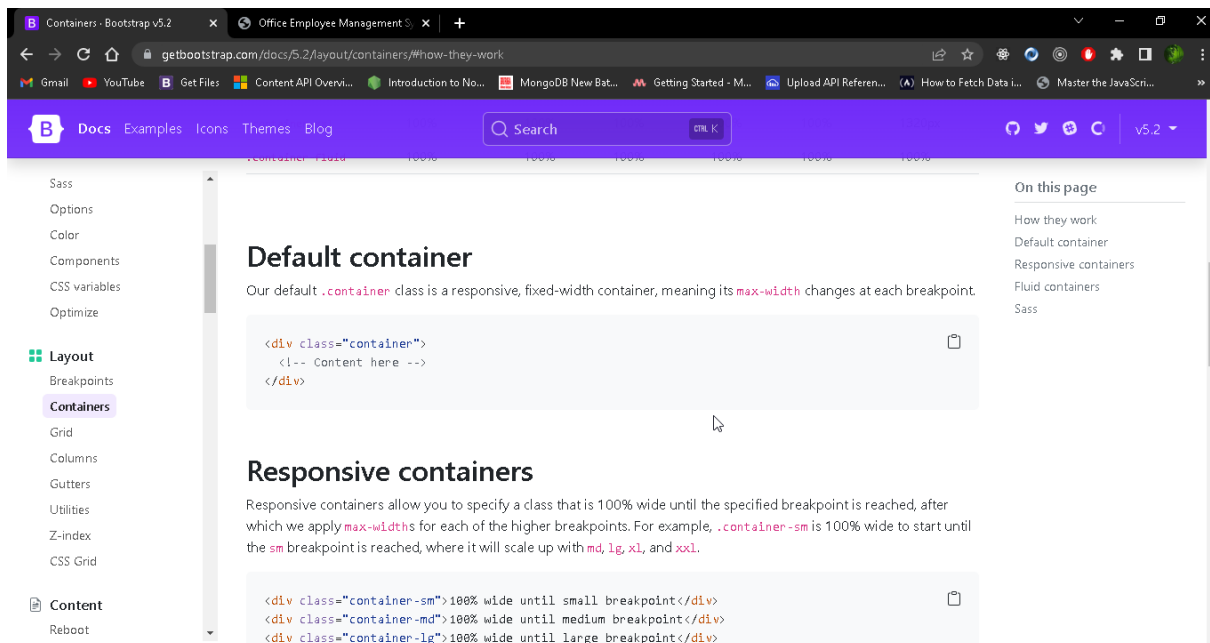 Containers · Bootstrap v5.2
Office Employee Management Sy
getbootstrap.com/docs/5.2/layout/containers/#how-they-work
Gmail YouTube Get Files Content API Overvi... Introduction to No... MongoDB New Bat... Getting Started - M... Upload API Referen... How to Fetch Data i... Master the JavaScri... »
B Docs Examples Icons Themes Blog Search CTRL K v5.2
.container-fluid 100% 100% 100% 100% 100% 100%
Sass
Options
Color
Components
CSS variables
Optimize
Layout
Breakpoints
Containers
Grid
Columns
Gutters
Utilities
Z-index
CSS Grid
Content
Reboot
Default container
Our default .container class is a responsive, fixed-width container, meaning its max-width changes at each breakpoint.
<div class="container">
<!-- Content here -->
</div>
Responsive containers
Responsive containers allow you to specify a class that is 100% wide until the specified breakpoint is reached, after
which we apply max-widths for each of the higher breakpoints. For example, .container-sm is 100% wide to start until
the sm breakpoint is reached, where it will scale up with md, lg, xl, and xxl.
<div class="container-sm">100% wide until small breakpoint</div>
<div class="container-md">100% wide until medium breakpoint</div>
<div class="container-lg">100% wide until large breakpoint</div>
On this page
How they work
Default container
Responsive containers
Fluid containers
Sass